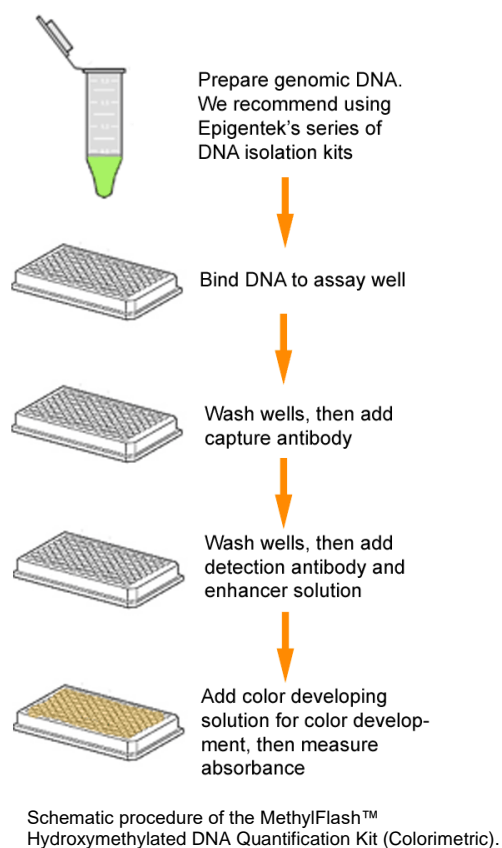 Prepare genomic DNA.
We recommend using
Epigentek's series of
DNA isolation kits
Bind DNA to assay well
Wash wells, then add
capture antibody
Wash wells, then add
detection antibody and
enhancer solution
Add color developing
solution for color develop-
ment, then measure
absorbance
Schematic procedure of the MethylFlash™
Hydroxymethylated DNA Quantification Kit (Colorimetric).